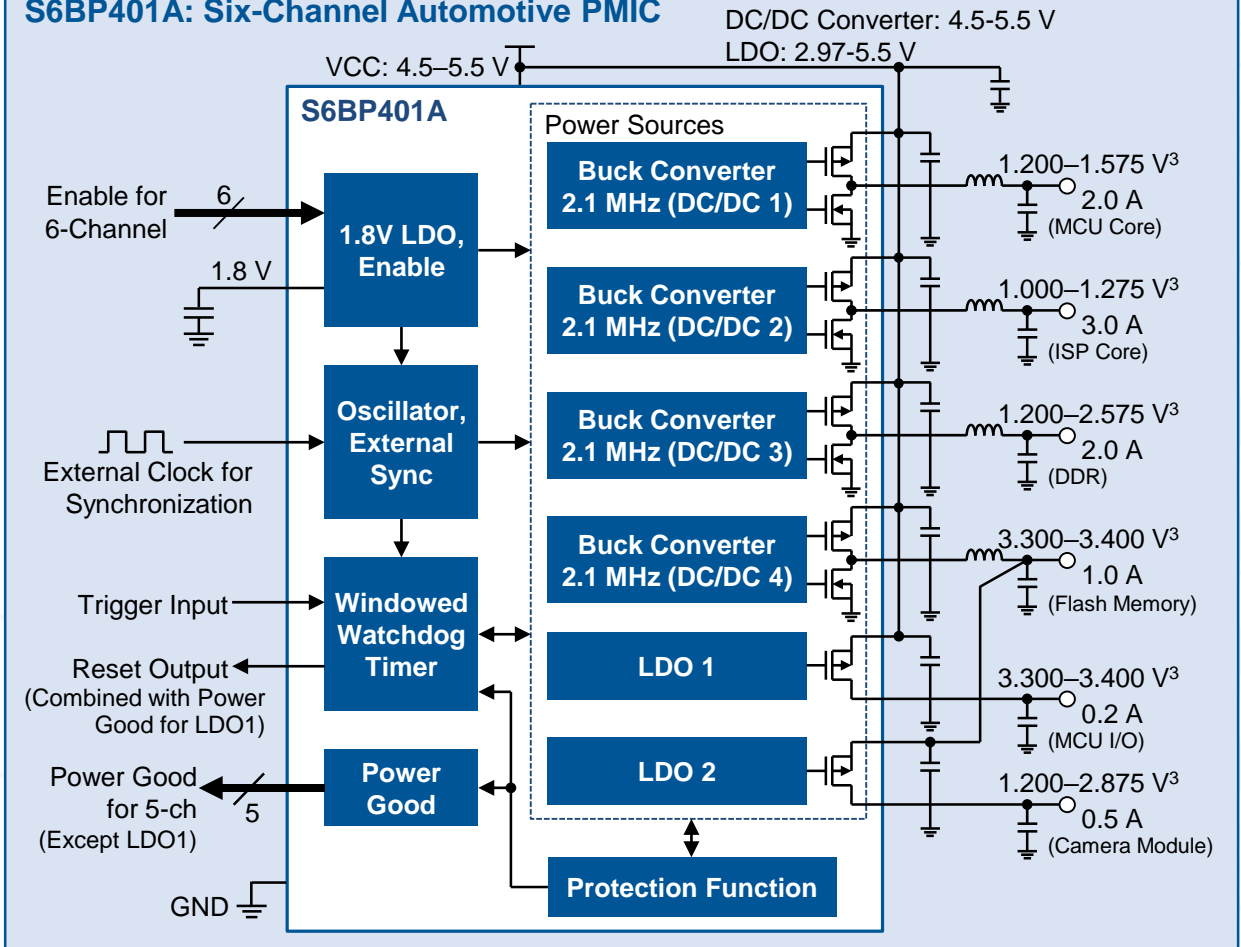 S6BP401A: Six-Channel Automotive PMIC
DC/DC Converter: 4.5-5.5 V
LDO: 2.97-5.5 V
VCC: 4.5–5.5 V
S6BP401A
Power Sources
Enable for
6-Channel
6
1.8 V
1.8V LDO,
Enable
Oscillator,
External
Sync
External Clock for
Synchronization
Trigger Input
Windowed
Watchdog
Timer
Reset Output
(Combined with Power
Good for LDO1)
Power Good
for 5-ch
(Except LDO1)
5
Power
Good
GND
Buck Converter
2.1 MHz (DC/DC 1)
Buck Converter
2.1 MHz (DC/DC 2)
Buck Converter
2.1 MHz (DC/DC 3)
Buck Converter
2.1 MHz (DC/DC 4)
LDO 1
LDO 2
Protection Function
1.200–1.575 V³
2.0 A
(MCU Core)
1.000–1.275 V³
3.0 A
(ISP Core)
1.200–2.575 V³
2.0 A
(DDR)
3.300–3.400 V³
1.0 A
(Flash Memory)
3.300–3.400 V³
0.2 A
(MCU I/O)
1.200–2.875 V³
0.5 A
(Camera Module)